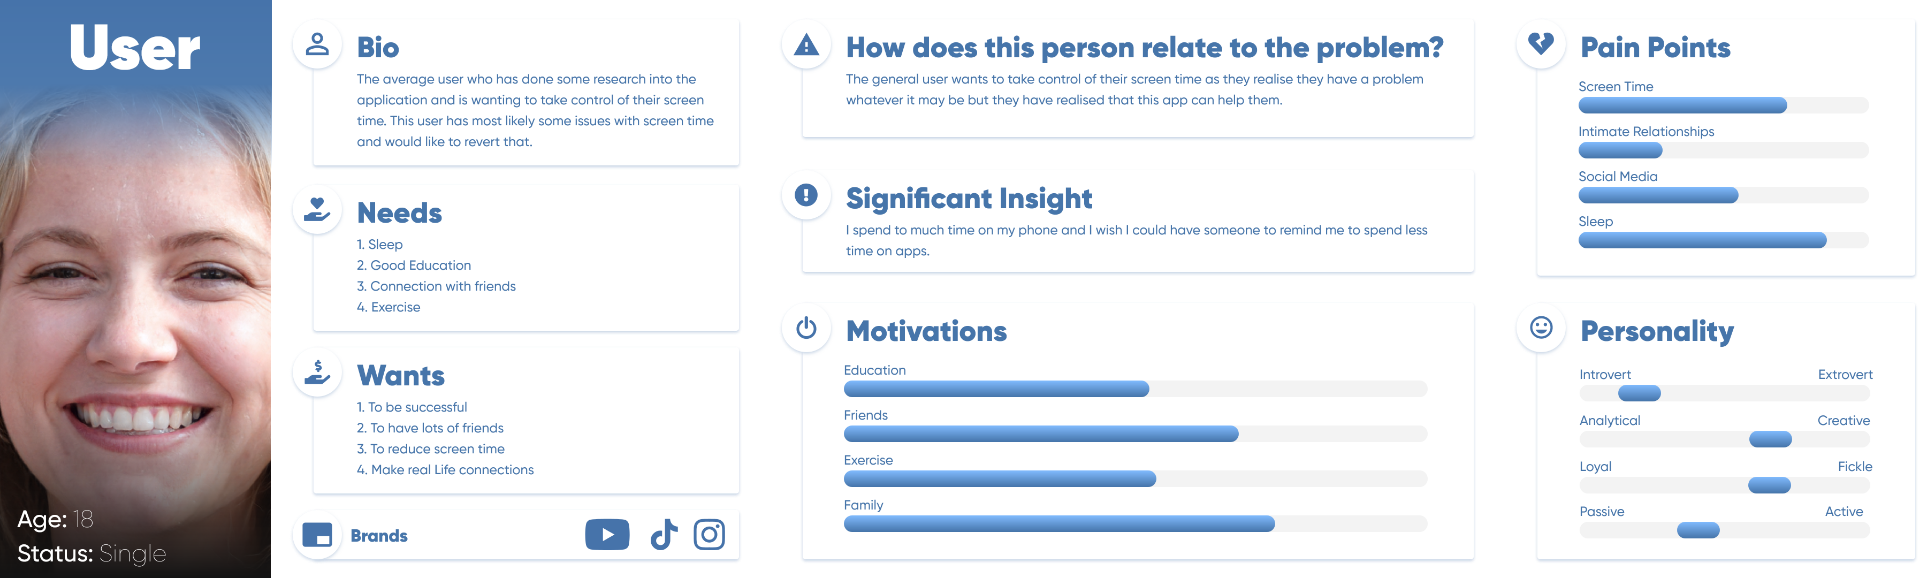 User
Age: 18
Status: Single
Bio
The average user who has done some research into the
application and is wanting to take control of their screen
time. This user has most likely some issues with screen time
and would like to revert that.
Needs
1. Sleep
2. Good Education
3. Connection with friends
4. Exercise
Wants
1. To be successful
2. To have lots of friends
3. To reduce screen time
4. Make real Life connections
Brands
How does this person relate to the problem?
The general user wants to take control of their screen time as they realise they have a problem
whatever it may be but they have realised that this app can help them.
Significant Insight
I spend to much time on my phone and I wish I could have someone to remind me to spend less
time on apps.
Motivations
Education
Friends
Exercise
Family
Pain Points
Screen Time
Intimate Relationships
Social Media
Sleep
Personality
Introvert Extrovert
Analytical Creative
Loyal Fickle
Passive Active